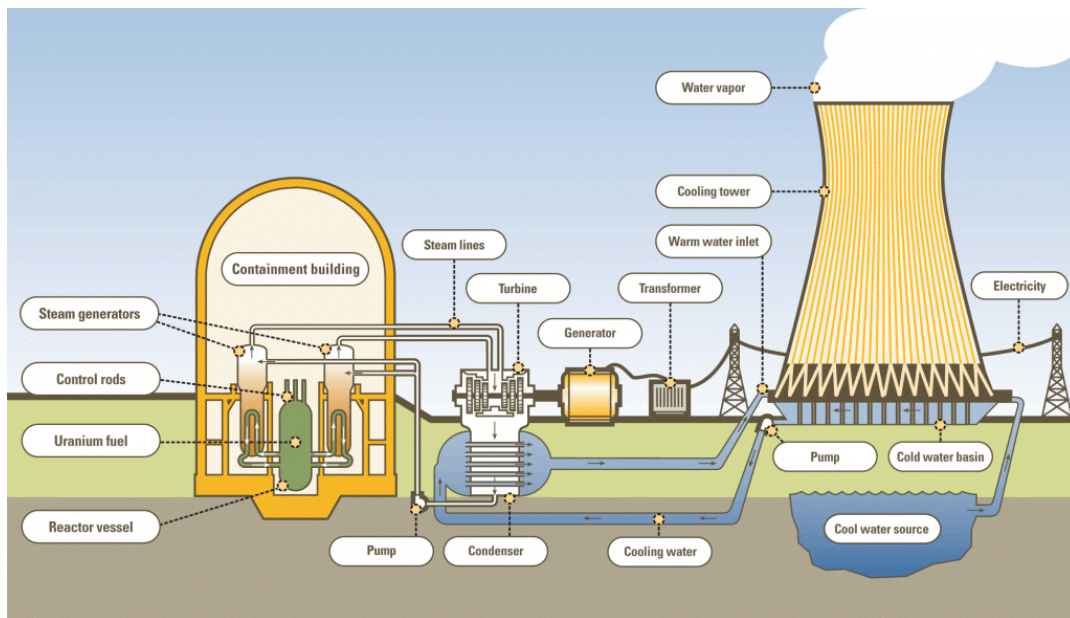 Water vapor
Cooling tower
Steam lines
Warm water inlet
Containment building
Turbine
Transformer
Electricity
Steam generators
Generator
Control rods
Uranium fuel
Pump
Cold water basin
Reactor vessel
Cool water source
Pump
Condenser
Cooling water